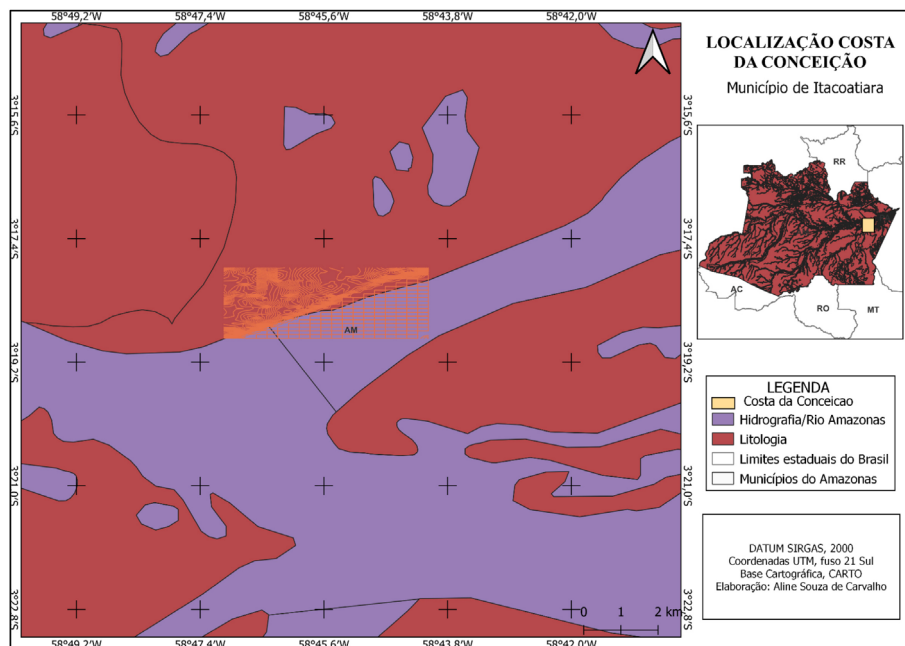 58°49,2'W 58°47,4'W 58°45,6'W 58°43,8'W 58°42,0'W
LOCALIZAÇÃO COSTA
DA CONCEIÇÃO
Município de Itacoatiara
3°15,6'S 3°15,6'S
RR
3°17,4'S 3°17,4'S
AM
AC
RO
MT
3°19,2'S 3°19,2'S
LEGENDA
Costa da Conceicao
Hidrografia/Rio Amazonas
Litologia
Limites estaduais do Brasil
Municípios do Amazonas
3°21,0'S 3°21,0'S
DATUM SIRGAS, 2000
Coordenadas UTM, fuso 21 Sul
Base Cartográfica, CARTO
Elaboração: Aline Souza de Carvalho
3°22,8'S 3°22,8'S
0 1 2 km
58°49,2'W 58°47,4'W 58°45,6'W 58°43,8'W 58°42,0'W